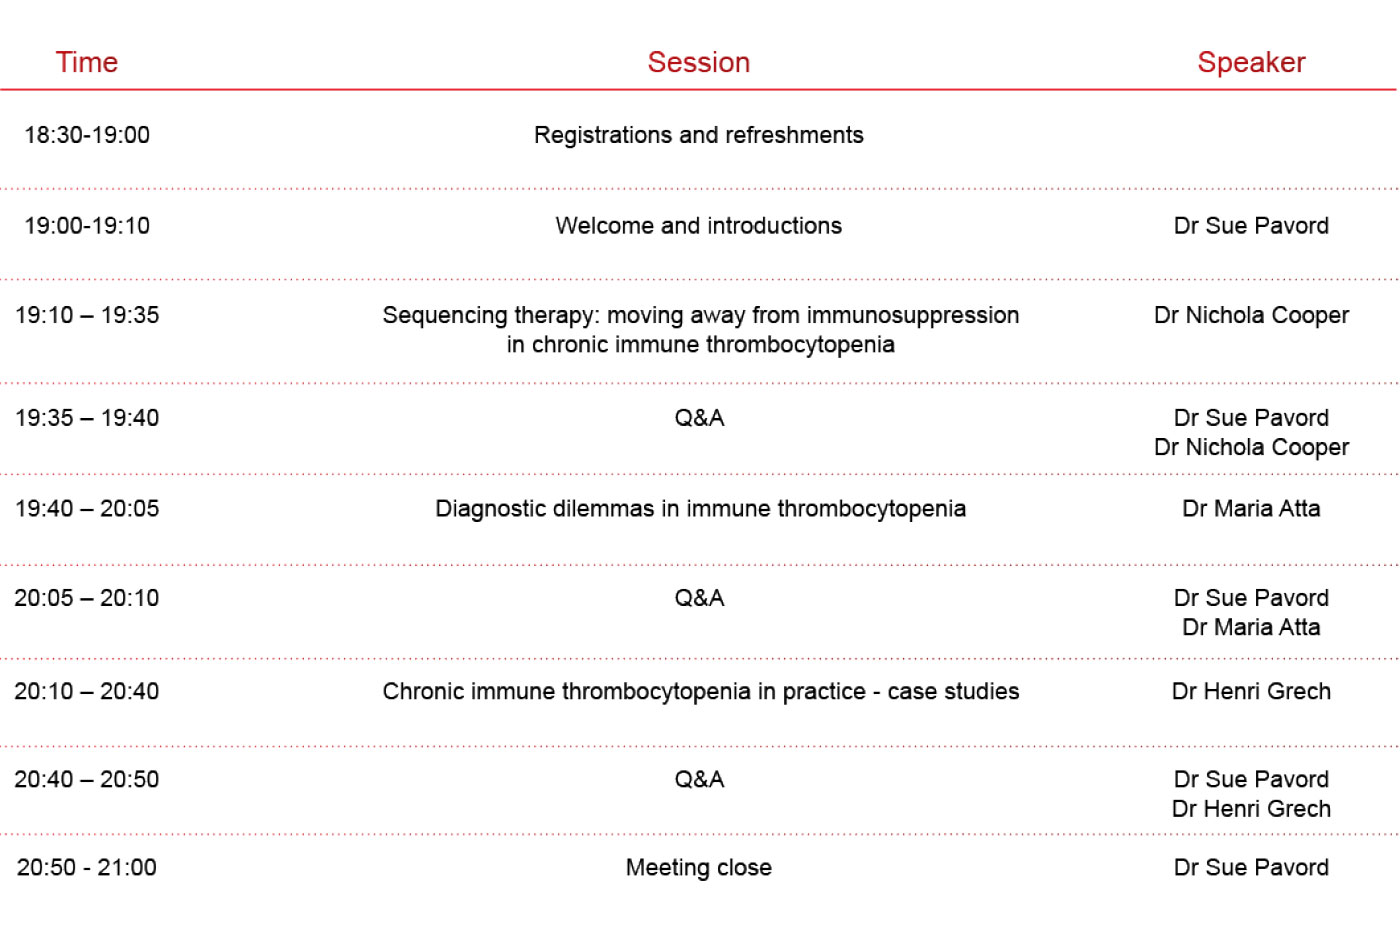 Time Session Speaker
18:30-19:00 Registrations and refreshments
19:00-19:10 Welcome and introductions Dr Sue Pavord
19:10 – 19:35 Sequencing therapy: moving away from immunosuppression Dr Nichola Cooper
in chronic immune thrombocytopenia
19:35 – 19:40 Q&A Dr Sue Pavord
Dr Nichola Cooper
19:40 – 20:05 Diagnostic dilemmas in immune thrombocytopenia Dr Maria Atta
20:05 – 20:10 Q&A Dr Sue Pavord
Dr Maria Atta
20:10 – 20:40 Chronic immune thrombocytopenia in practice - case studies Dr Henri Grech
20:40 – 20:50 Q&A Dr Sue Pavord
Dr Henri Grech
20:50 - 21:00 Meeting close Dr Sue Pavord